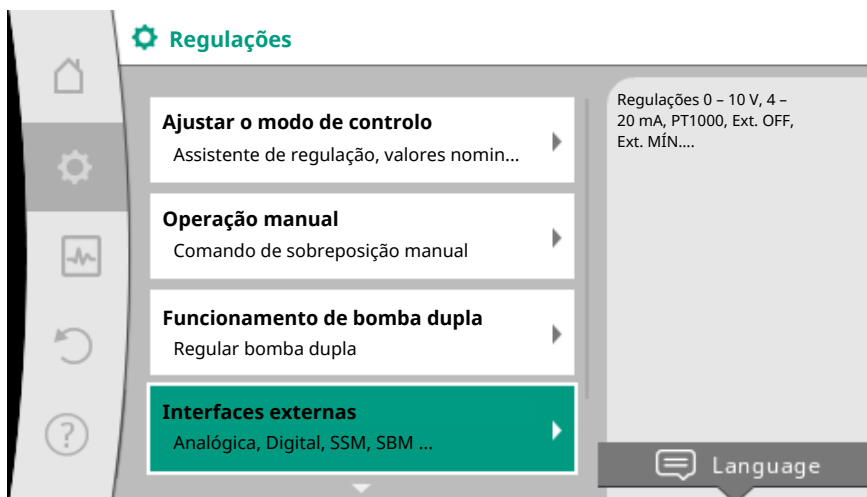 Regulações
Ajustar o modo de controlo
Assistente de regulação, valores nomin...
Operação manual
Comando de sobreposição manual
Funcionamento de bomba dupla
Regular bomba dupla
Interfaces externas
Analógica, Digital, SSM, SBM ...
Regulações 0 – 10 V, 4 –
20 mA, PT1000, Ext. OFF,
Ext. MÍN....
?
Language